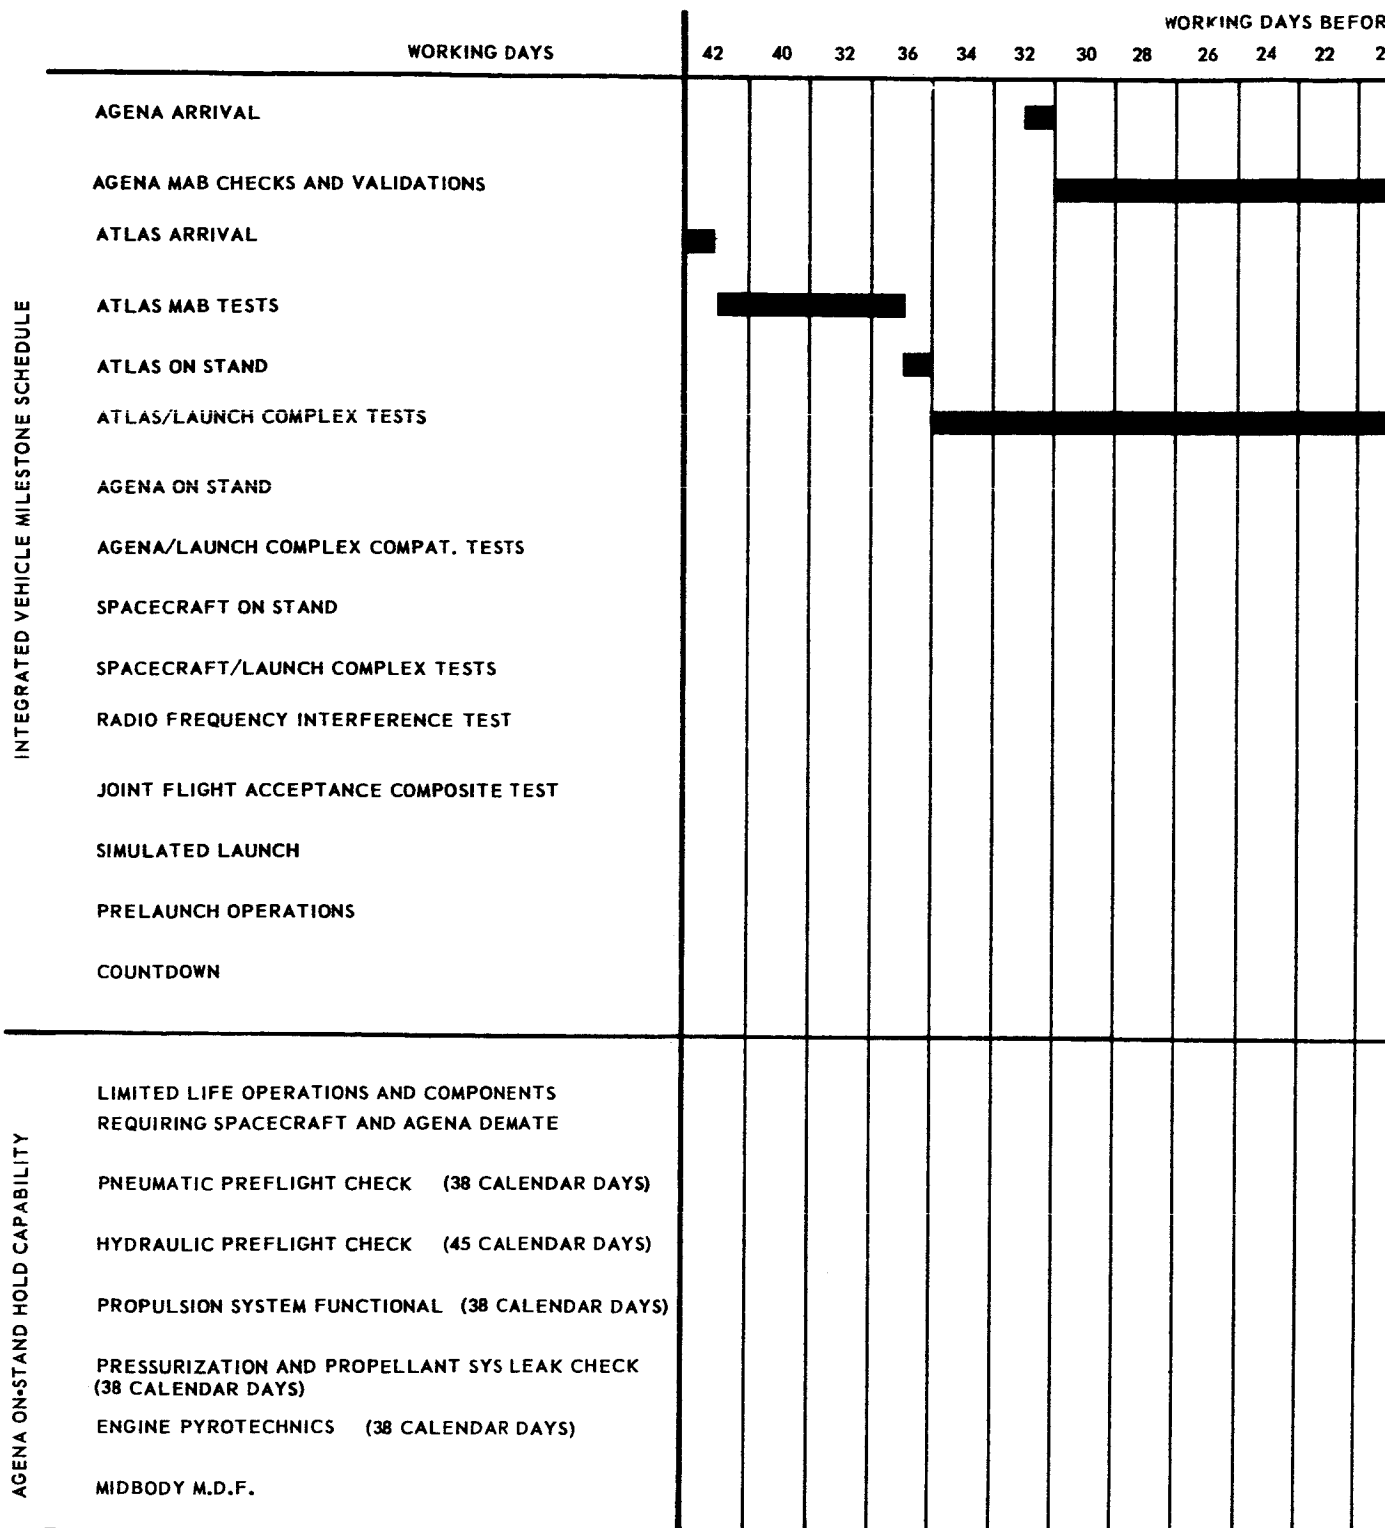 WORKING DAYS BEFOR
WORKING DAYS 42 40 32 36 34 32 30 28 26 24 22 2
INTEGRATED VEHICLE MILESTONE SCHEDULE
AGENA ARRIVAL
AGENA MAB CHECKS AND VALIDATIONS
ATLAS ARRIVAL
ATLAS MAB TESTS
ATLAS ON STAND
ATLAS/LAUNCH COMPLEX TESTS
AGENA ON STAND
AGENA/LAUNCH COMPLEX COMPAT. TESTS
SPACECRAFT ON STAND
SPACECRAFT/LAUNCH COMPLEX TESTS
RADIO FREQUENCY INTERFERENCE TEST
JOINT FLIGHT ACCEPTANCE COMPOSITE TEST
SIMULATED LAUNCH
PRELAUNCH OPERATIONS
COUNTDOWN
AGENA ON-STAND HOLD CAPABILITY
LIMITED LIFE OPERATIONS AND COMPONENTS
REQUIRING SPACECRAFT AND AGENA DEMATE
PNEUMATIC PREFLIGHT CHECK (38 CALENDAR DAYS)
HYDRAULIC PREFLIGHT CHECK (45 CALENDAR DAYS)
PROPULSION SYSTEM FUNCTIONAL (38 CALENDAR DAYS)
PRESSURIZATION AND PROPELLANT SYS LEAK CHECK
(38 CALENDAR DAYS)
ENGINE PYROTECHNICS (38 CALENDAR DAYS)
MIDBODY M.D.F.